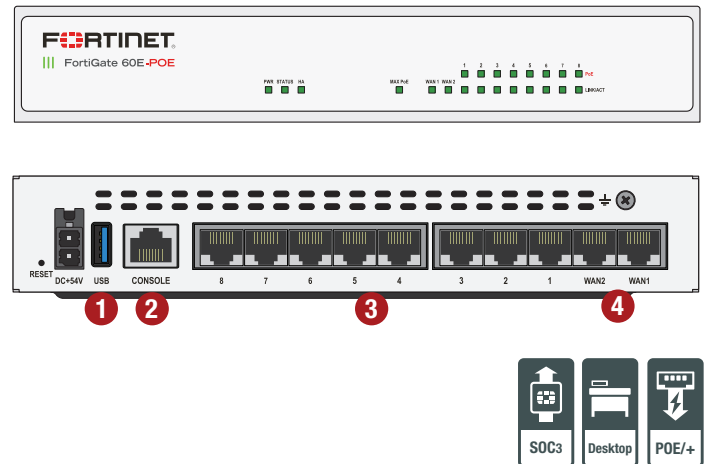 FORTINET
FortiGate 60E-POE
1 2 3 4 5 6 7 8
PoE
PWR STATUS HA MAX PoE WAN 1 WAN 2
LINK/ACT
RESET
DC+54V USB CONSOLE 8 7 6 5 4 3 2 1 WAN2 WAN1
1 2 3 4
SOC3 Desktop POE/+